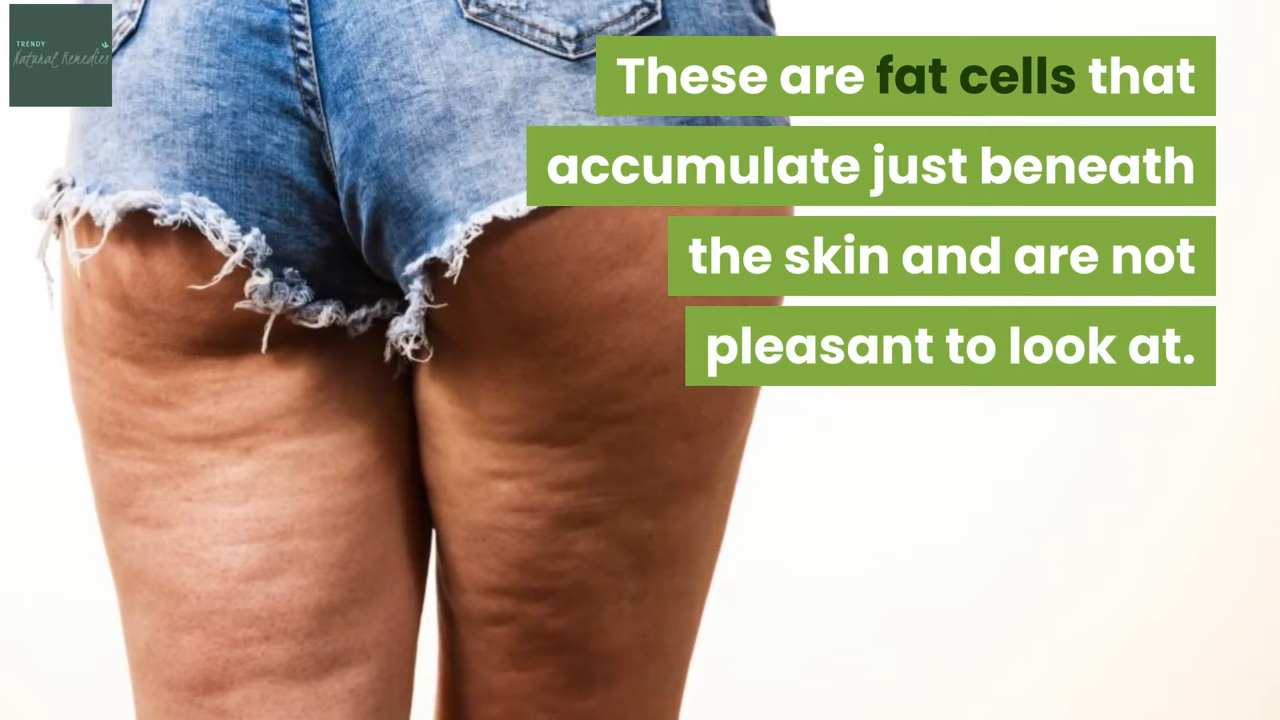 TRENDY
Natural Remedies
These are fat cells that
accumulate just beneath
the skin and are not
pleasant to look at.